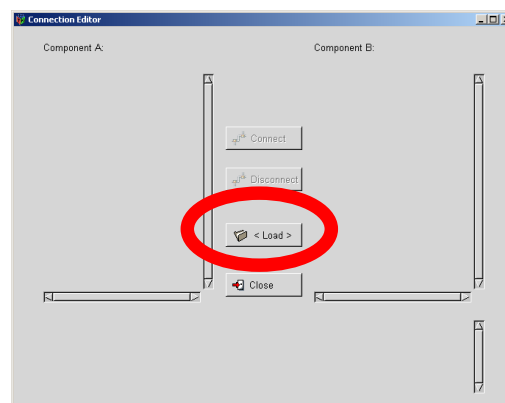 Connection Editor
Component A:
Component B:
Connect
Disconnect
< Load >
Close